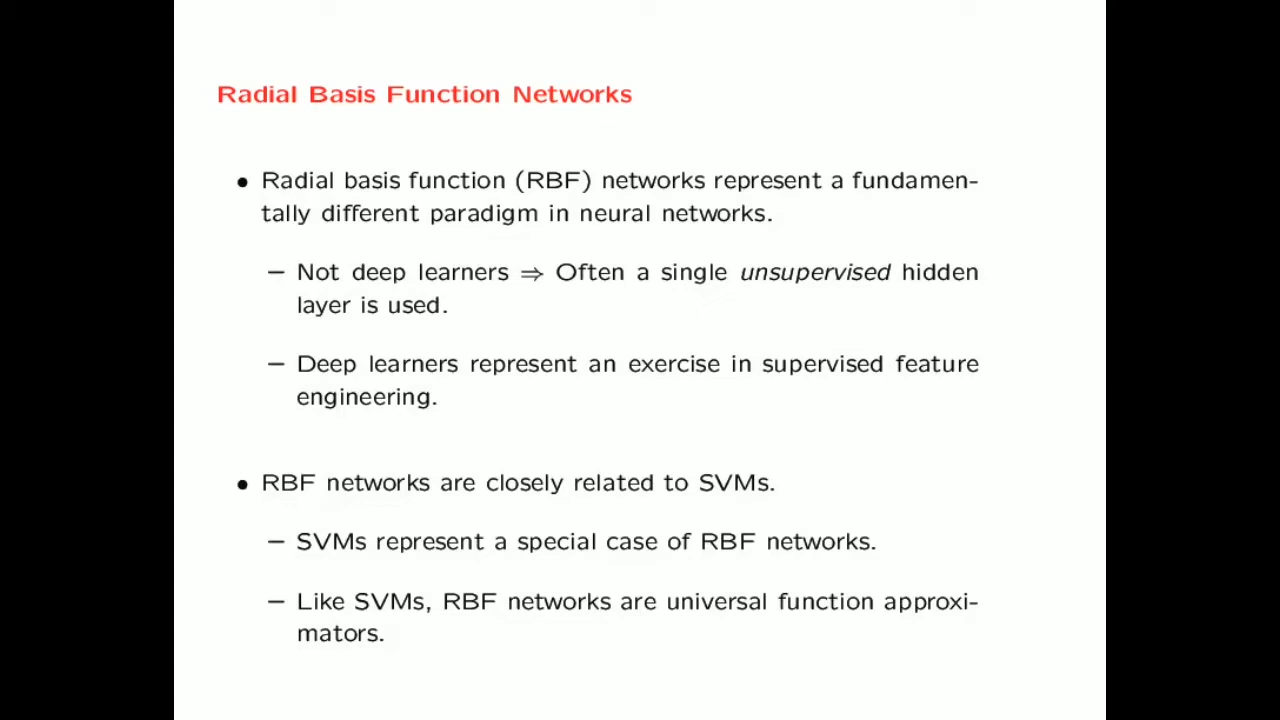 Radial Basis Function Networks
• Radial basis function (RBF) networks represent a fundamen-
tally different paradigm in neural networks.
– Not deep learners ⇒ Often a single unsupervised hidden
layer is used.
– Deep learners represent an exercise in supervised feature
engineering.
• RBF networks are closely related to SVMs.
– SVMs represent a special case of RBF networks.
– Like SVMs, RBF networks are universal function approxi-
mators.